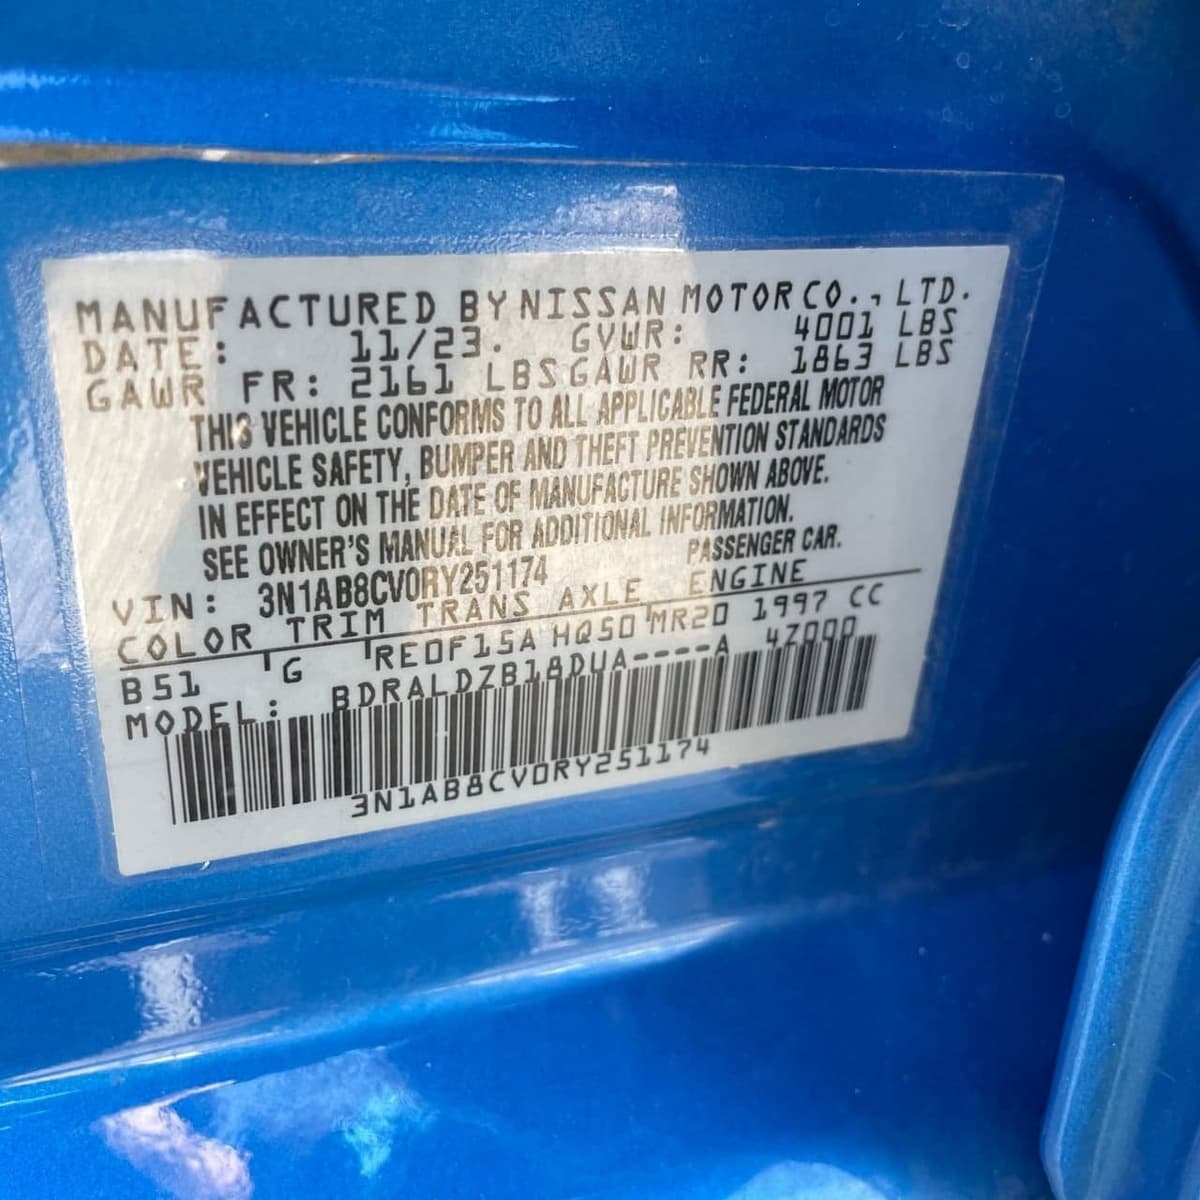 MANUFACTURED BY NISSAN MOTOR CO., LTD.
DATE: 11/23. GVWR: 4001 LBS
GAWR FR: 2161 LBS GAWR RR: 1863 LBS
THIS VEHICLE CONFORMS TO ALL APPLICABLE FEDERAL MOTOR
VEHICLE SAFETY, BUMPER AND THEFT PREVENTION STANDARDS
IN EFFECT ON THE DATE OF MANUFACTURE SHOWN ABOVE.
SEE OWNER'S MANUAL FOR ADDITIONAL INFORMATION.
VIN: 3N1AB8CV0RY251174 PASSENGER CAR.
COLOR TRIM TRANS AXLE ENGINE
B51 G RE0F15A HQ50 MR20 1997 CC
MODEL: BDRALDZB18DUA----A 4Z000
3N1AB8CV0RY251174